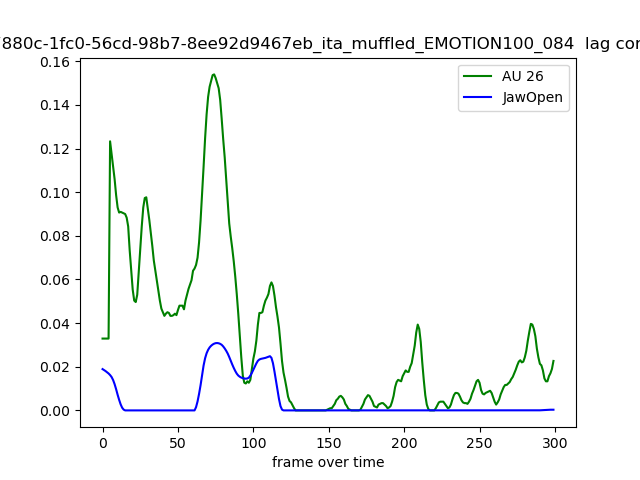 880c-1fc0-56cd-98b7-8ee92d9467eb_ita_muffled_EMOTION100_084 lag cor
AU 26
JawOpen
0.16
0.14
0.12
0.10
0.08
0.06
0.04
0.02
0.00
0 50 100 150 200 250 300
frame over time